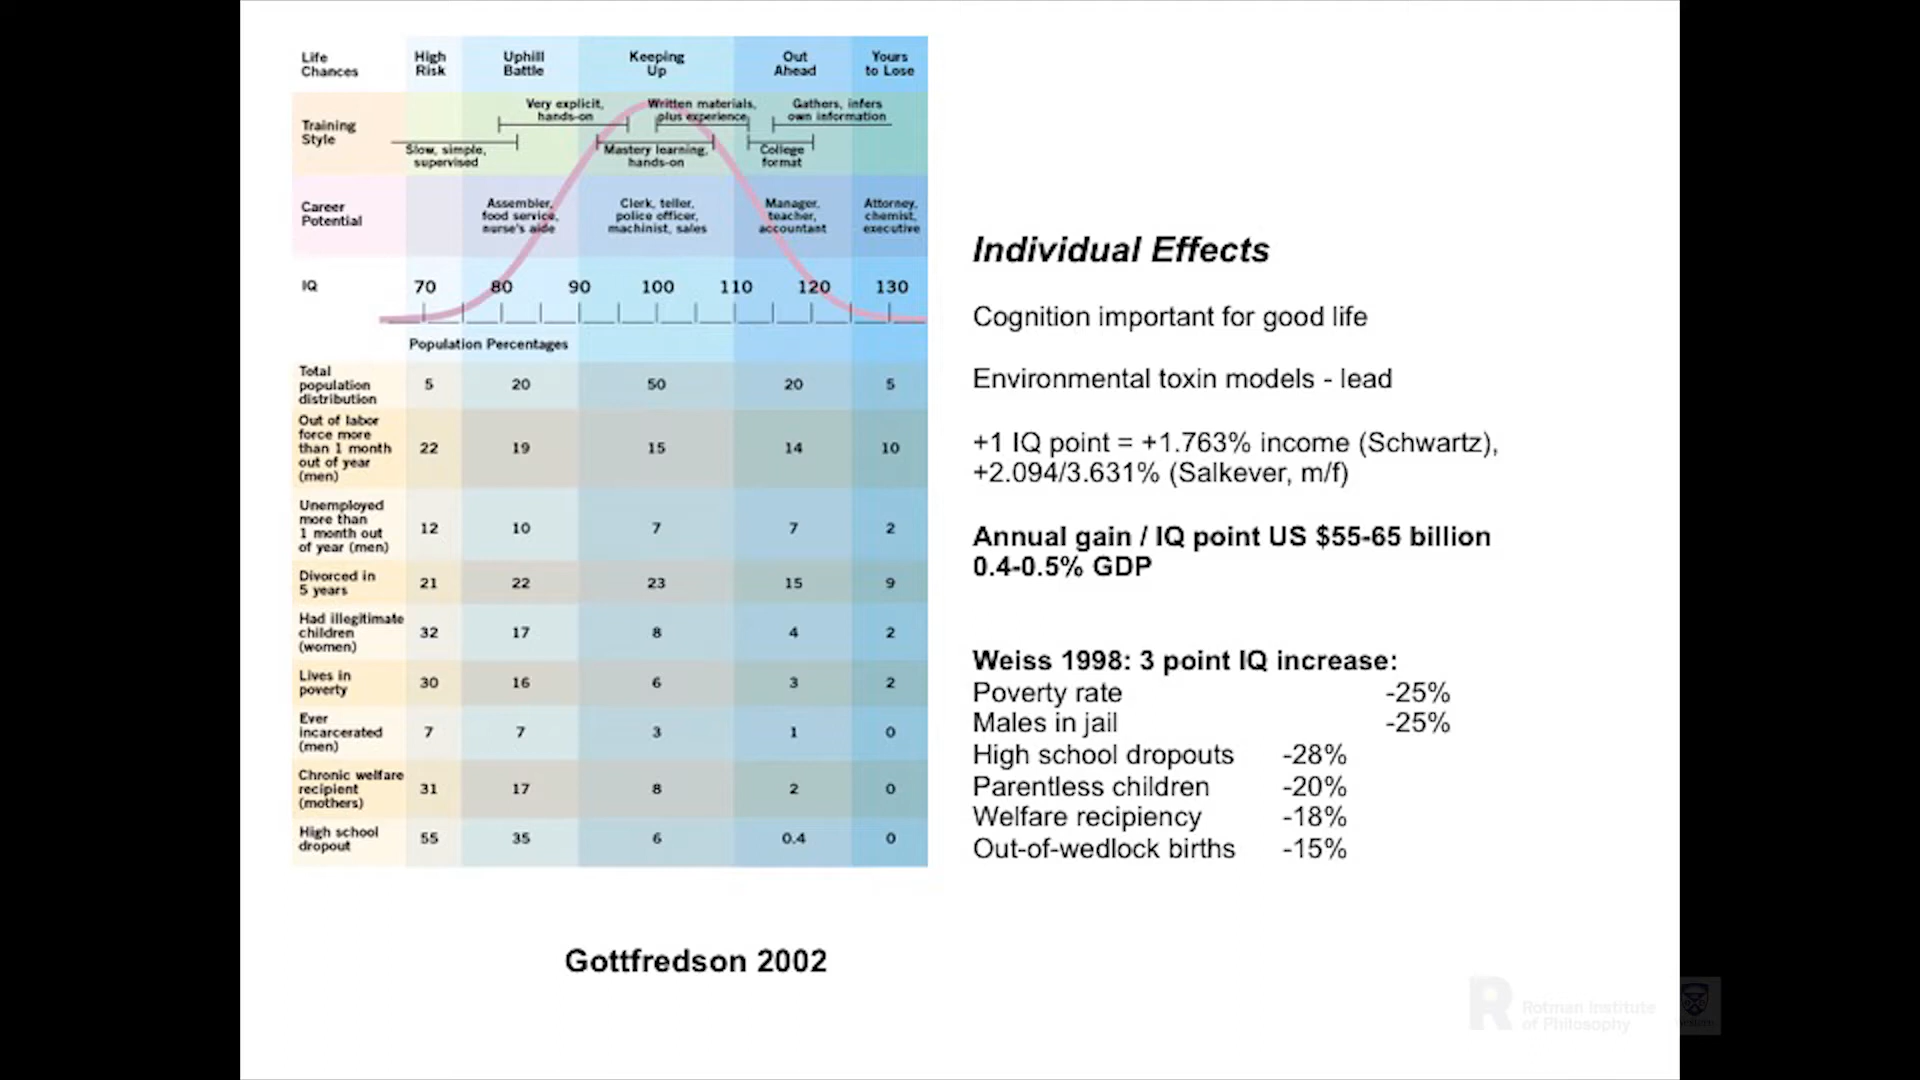 Life
Chances
High
Risk
Uphill
Battle
Keeping
Up
Out
Ahead
Yours
to Lose
Training
Style
Very explicit,
hands-on
Written materials,
plus experience
Gathers, infers
own information
Slow, simple,
supervised
Mastery learning,
hands-on
College
format
Career
Potential
Assembler,
food service,
nurse's aide
Clerk, teller,
police officer,
machinist, sales
Manager,
teacher,
accountant
Attorney,
chemist,
executive
IQ 70 80 90 100 110 120 130
Population Percentages
Total
population
distribution
5 20 50 20 5
Out of labor
force more
than 1 month
out of year
(men)
22 19 15 14 10
Unemployed
more than
1 month out
of year (men)
12 10 7 7 2
Divorced in
5 years
21 22 23 15 9
Had illegitimate
children
(women)
32 17 8 4 2
Lives in
poverty
30 16 6 3 2
Ever
incarcerated
(men)
7 7 3 1 0
Chronic welfare
recipient
(mothers)
31 17 8 2 0
High school
dropout
55 35 6 0.4 0
Gottfredson 2002
Individual Effects
Cognition important for good life
Environmental toxin models - lead
+1 IQ point = +1.763% income (Schwartz),
+2.094/3.631% (Salkever, m/f)
Annual gain / IQ point US $55-65 billion
0.4-0.5% GDP
Weiss 1998: 3 point IQ increase:
Poverty rate -25%
Males in jail -25%
High school dropouts -28%
Parentless children -20%
Welfare recipiency -18%
Out-of-wedlock births -15%
R
Rotman Institute
of Philosophy